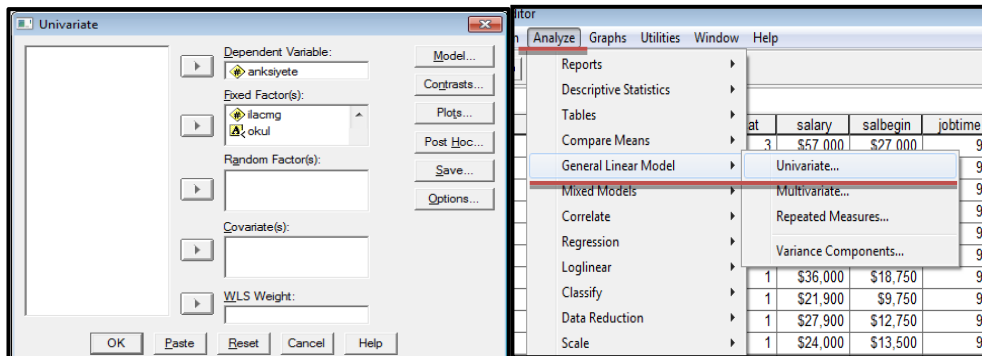 Univariate
Dependent Variable:
anksiyete
Fixed Factor(s):
ilacmg
okul
Random Factor(s):
Covariate(s):
WLS Weight:
Model...
Contrasts...
Plots...
Post Hoc...
Save...
Options...
OK Paste Reset Cancel Help
Analyze Graphs Utilities Window Help
Reports
Descriptive Statistics
Tables
Compare Means
General Linear Model
Mixed Models
Correlate
Regression
Loglinear
Classify
Data Reduction
Scale
Univariate...
Multivariate...
Repeated Measures...
Variance Components...
salary salbegin jobtime
3 $57,000 $27,000 9
9
9
9
9
9
1 $36,000 $18,750 9
1 $21,900 $9,750 9
1 $27,900 $12,750 9
1 $24,000 $13,500 9